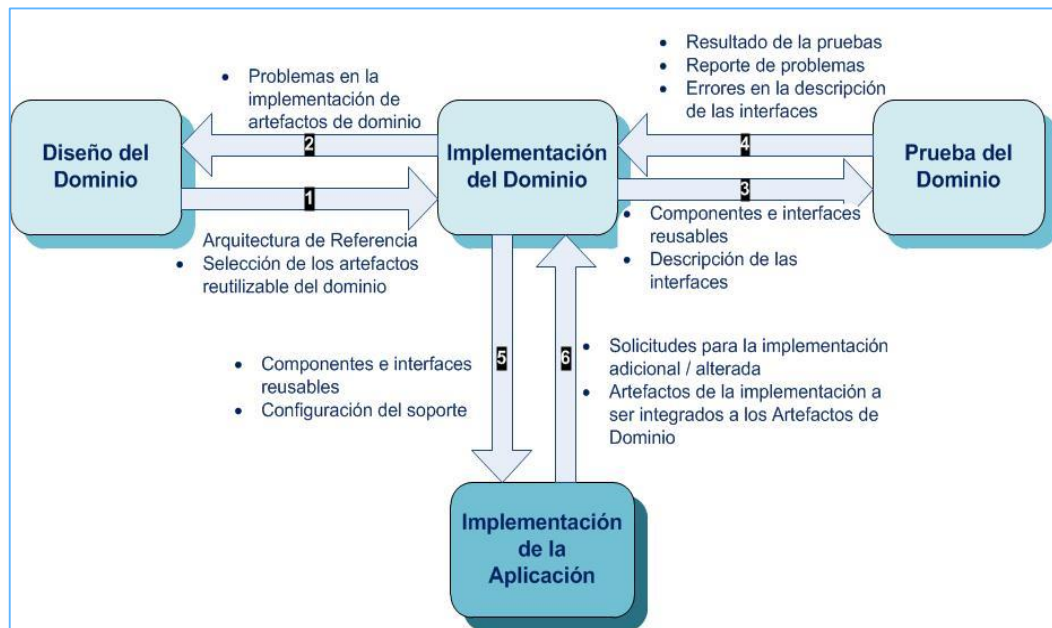 • Problemas en la
implementación de
artefactos de dominio
• Resultado de la pruebas
• Reporte de problemas
• Errores en la descripción
de las interfaces
Diseño del
Dominio
2
1
Implementación
del Dominio
4
3
Prueba del
Dominio
Arquitectura de Referencia
• Selección de los artefactos
reutilizable del dominio
• Componentes e interfaces
reusables
• Descripción de las
interfaces
• Componentes e interfaces
reusables
• Configuración del soporte
5
6
• Solicitudes para la implementación
adicional / alterada
• Artefactos de la implementación a
ser integrados a los Artefactos de
Dominio
Implementación
de la
Aplicación